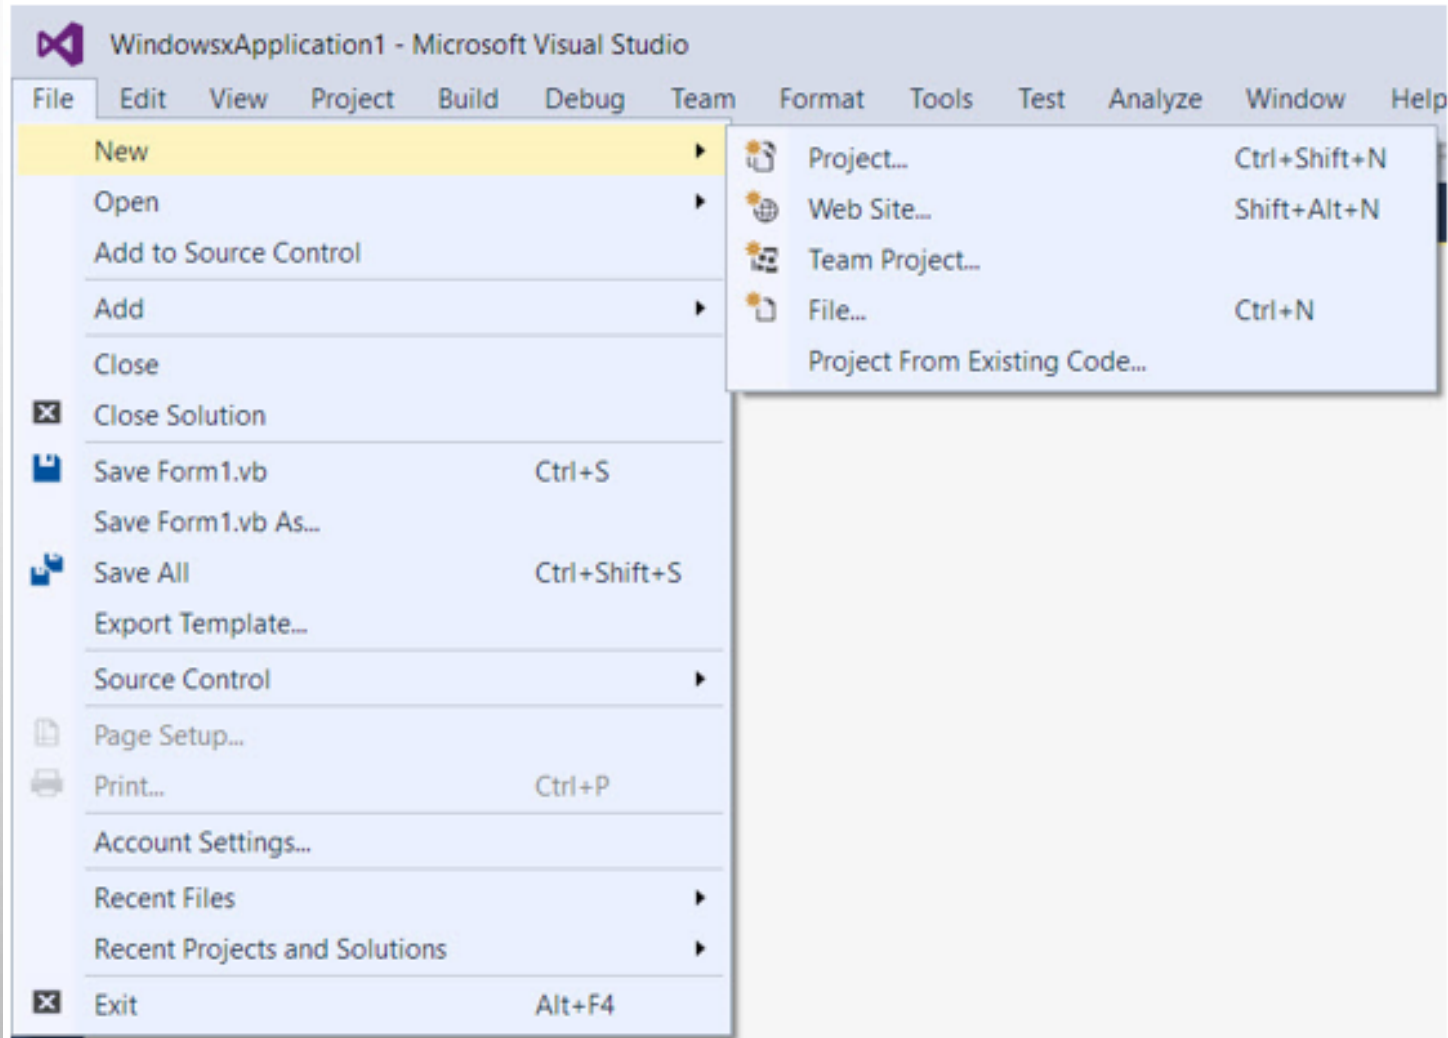 WindowsxApplication1 - Microsoft Visual Studio
File Edit View Project Build Debug Team Format Tools Test Analyze Window Help
New
Open
Add to Source Control
Add
Close
Close Solution
Save Form1.vb Ctrl+S
Save Form1.vb As...
Save All Ctrl+Shift+S
Export Template...
Source Control
Page Setup...
Print... Ctrl+P
Account Settings...
Recent Files
Recent Projects and Solutions
Exit Alt+F4
Project... Ctrl+Shift+N
Web Site... Shift+Alt+N
Team Project...
File... Ctrl+N
Project From Existing Code...